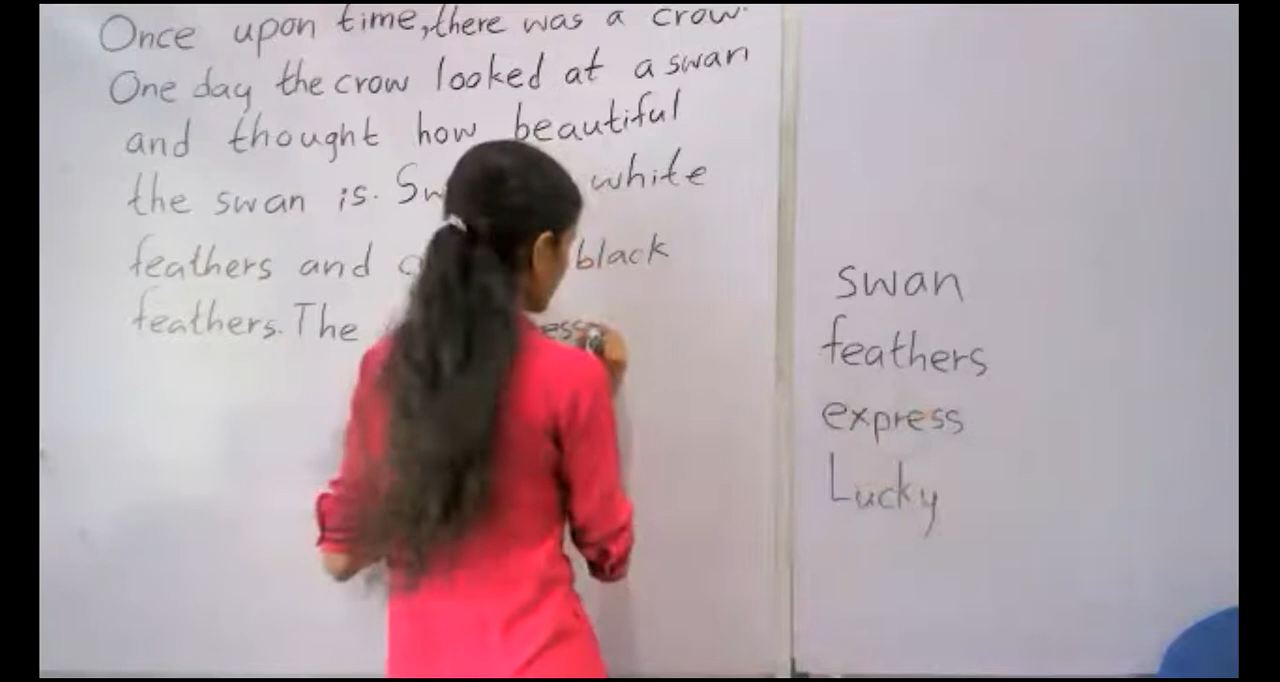 Once upon time, there was a crow.
One day the crow looked at a swan
and thought how beautiful
the swan is. white
feathers and black
feathers. The
swan
feathers
express
Lucky